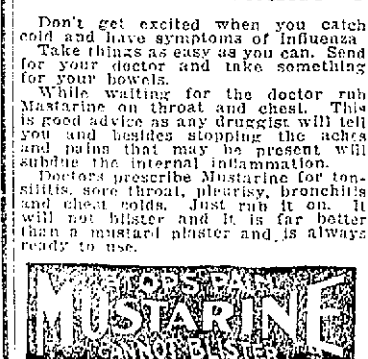 Don't get excited when you catch
cold and have symptoms of Influenza
Take things as easy as you can. Send
for your doctor and take something
for your bowels.
While waiting for the doctor rub
Mustarine on throat and chest. This
is good advice as any druggist will tell
you and besides stopping the aches
and pains that may be present will
subdue the internal inflammation.
Doctors prescribe Mustarine for ton-
silitis, sore throat, pleurisy, bronchitis
and chest colds. Just rub it on. It
will not blister and it is far better
than a mustard plaster and is always
ready to use.
STOPS PAIN
MUSTARINE
CANNOT BLISTER